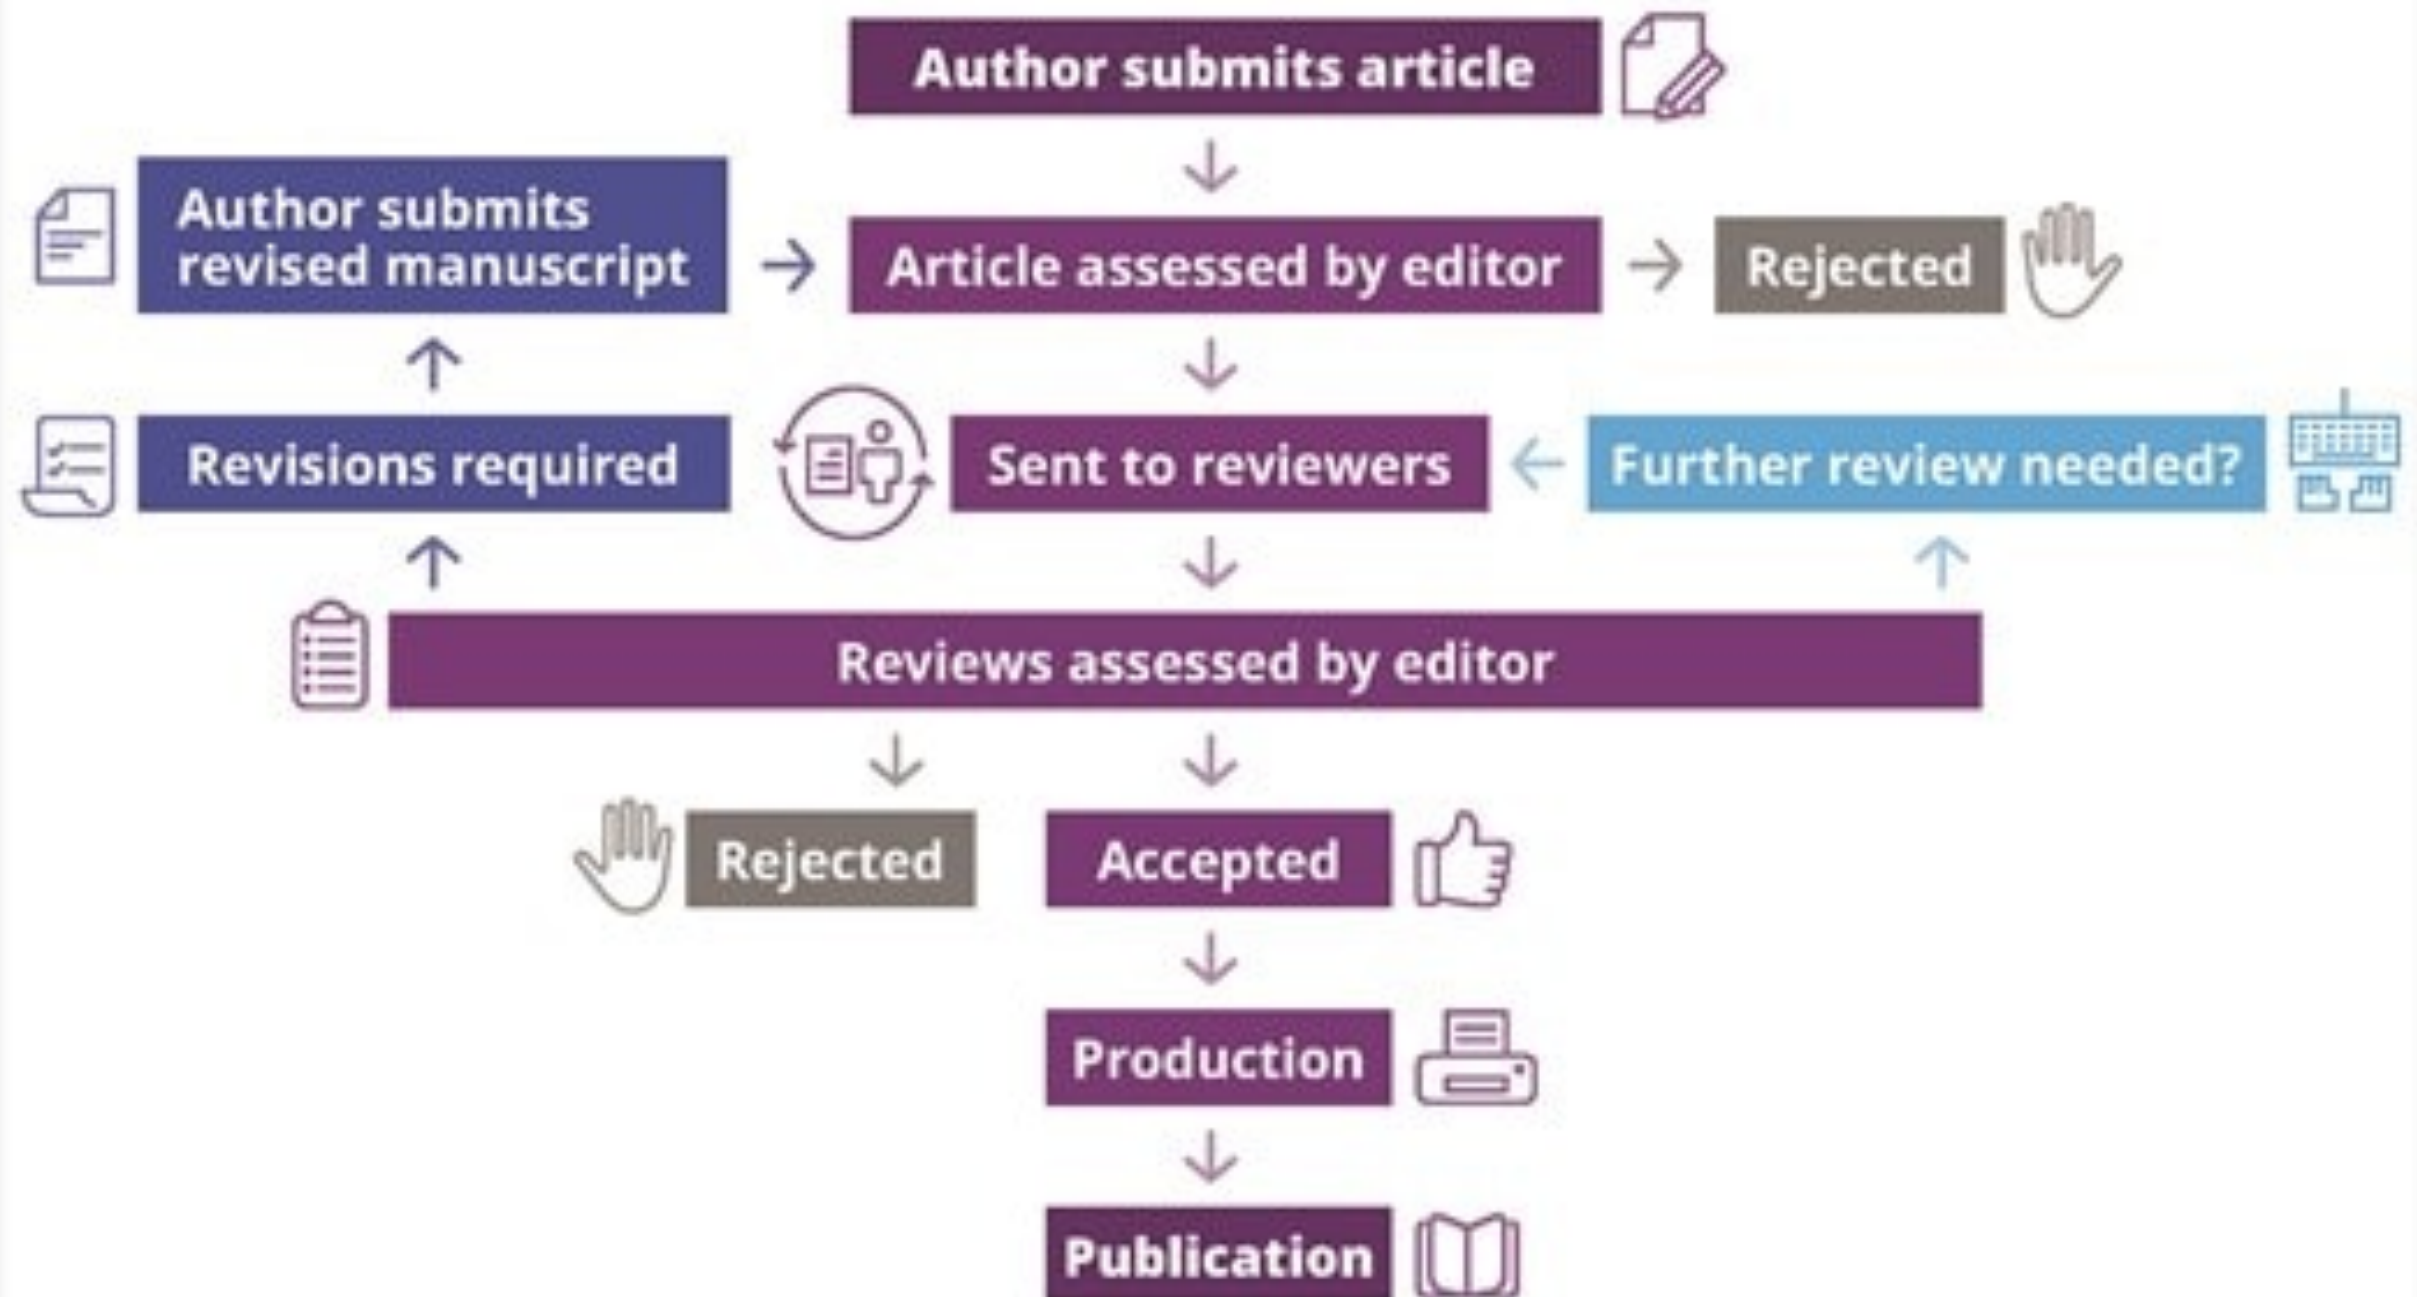 Author submits article
Author submits
revised manuscript
Article assessed by editor
Rejected
Revisions required
Sent to reviewers
Further review needed?
Reviews assessed by editor
Rejected
Accepted
Production
Publication